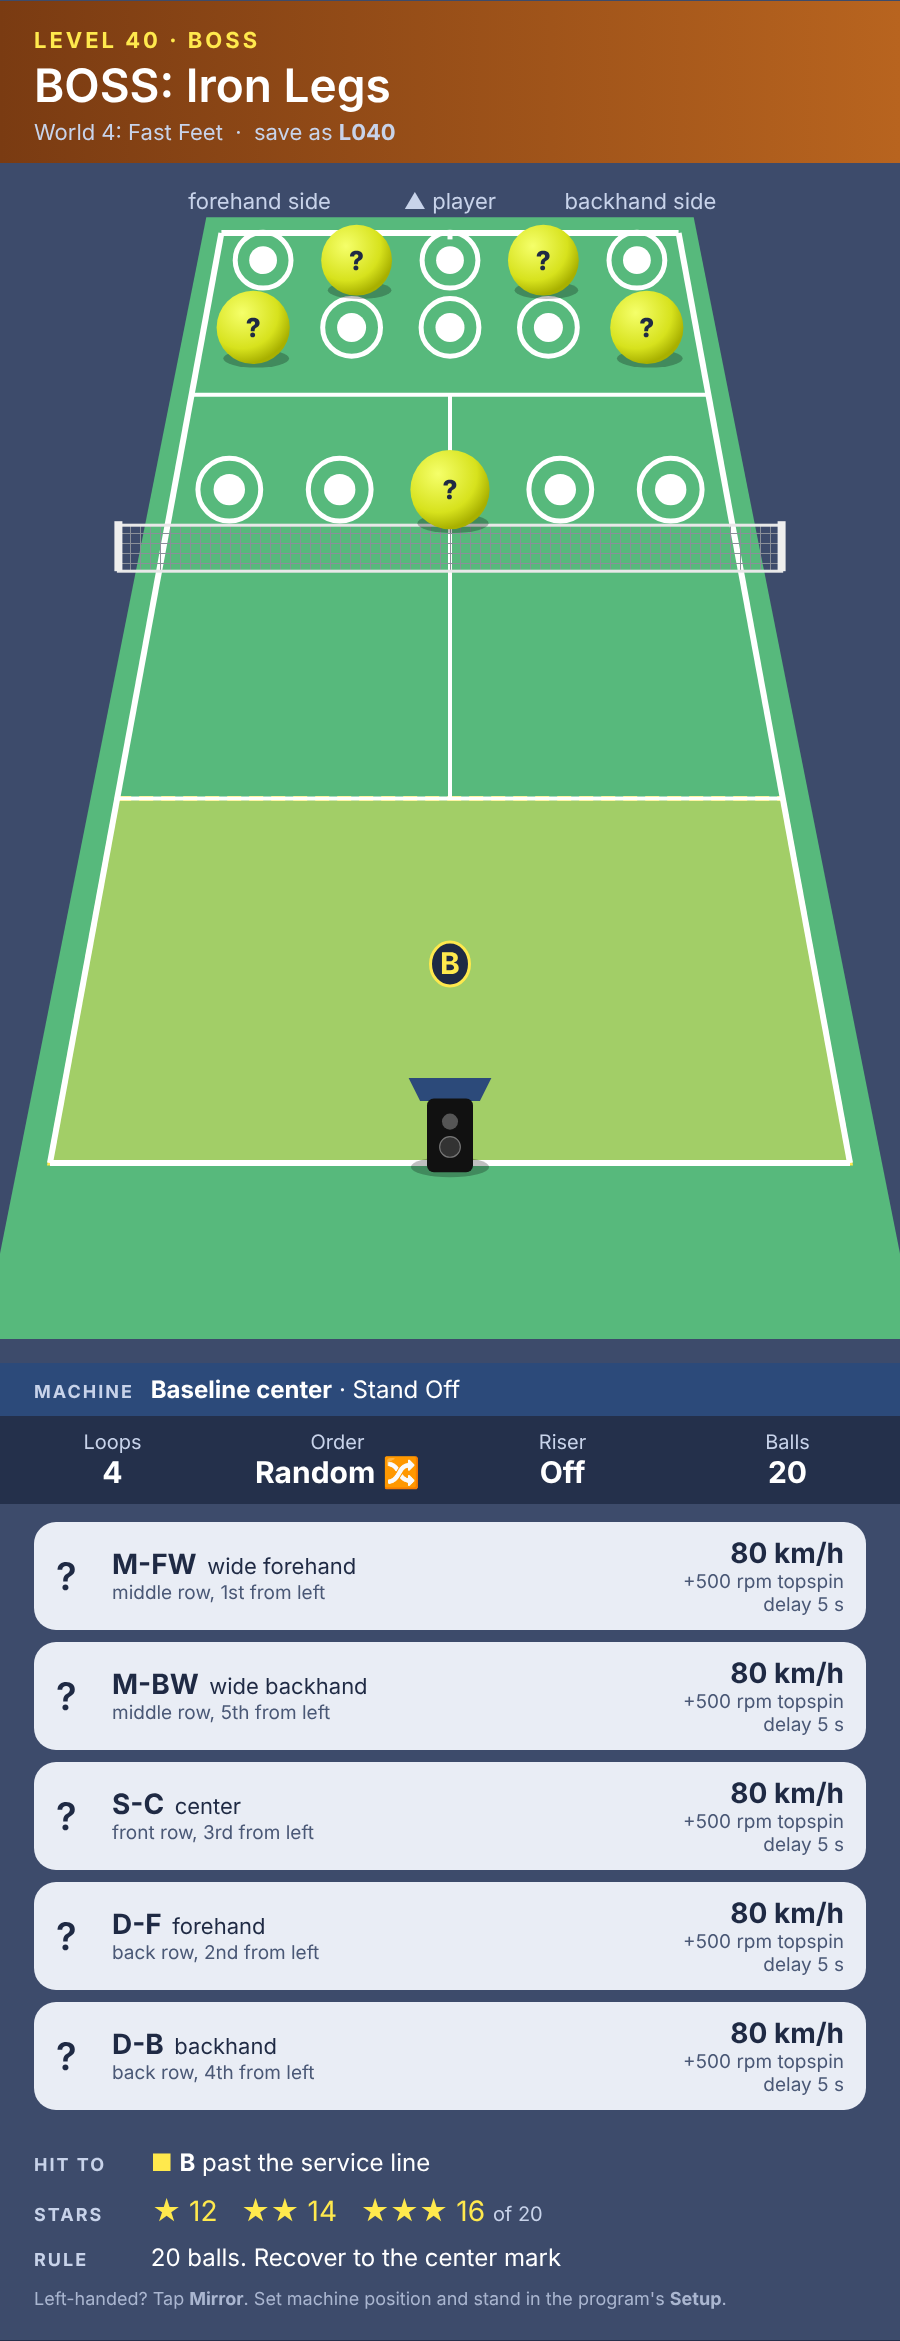 LEVEL 40 · BOSS
BOSS: Iron Legs
World 4: Fast Feet · save as L040
forehand side ▲ player backhand side
? ?
? ?
?
B
MACHINE Baseline center · Stand Off
Loops Order Riser Balls
4 Random 🔀 Off 20
? M-FW wide forehand 80 km/h
middle row, 1st from left +500 rpm topspin
delay 5 s
? M-BW wide backhand 80 km/h
middle row, 5th from left +500 rpm topspin
delay 5 s
? S-C center 80 km/h
front row, 3rd from left +500 rpm topspin
delay 5 s
? D-F forehand 80 km/h
back row, 2nd from left +500 rpm topspin
delay 5 s
? D-B backhand 80 km/h
back row, 4th from left +500 rpm topspin
delay 5 s
HIT TO B past the service line
STARS ★ 12 ★★ 14 ★★★ 16 of 20
RULE 20 balls. Recover to the center mark
Left-handed? Tap Mirror. Set machine position and stand in the program's Setup.